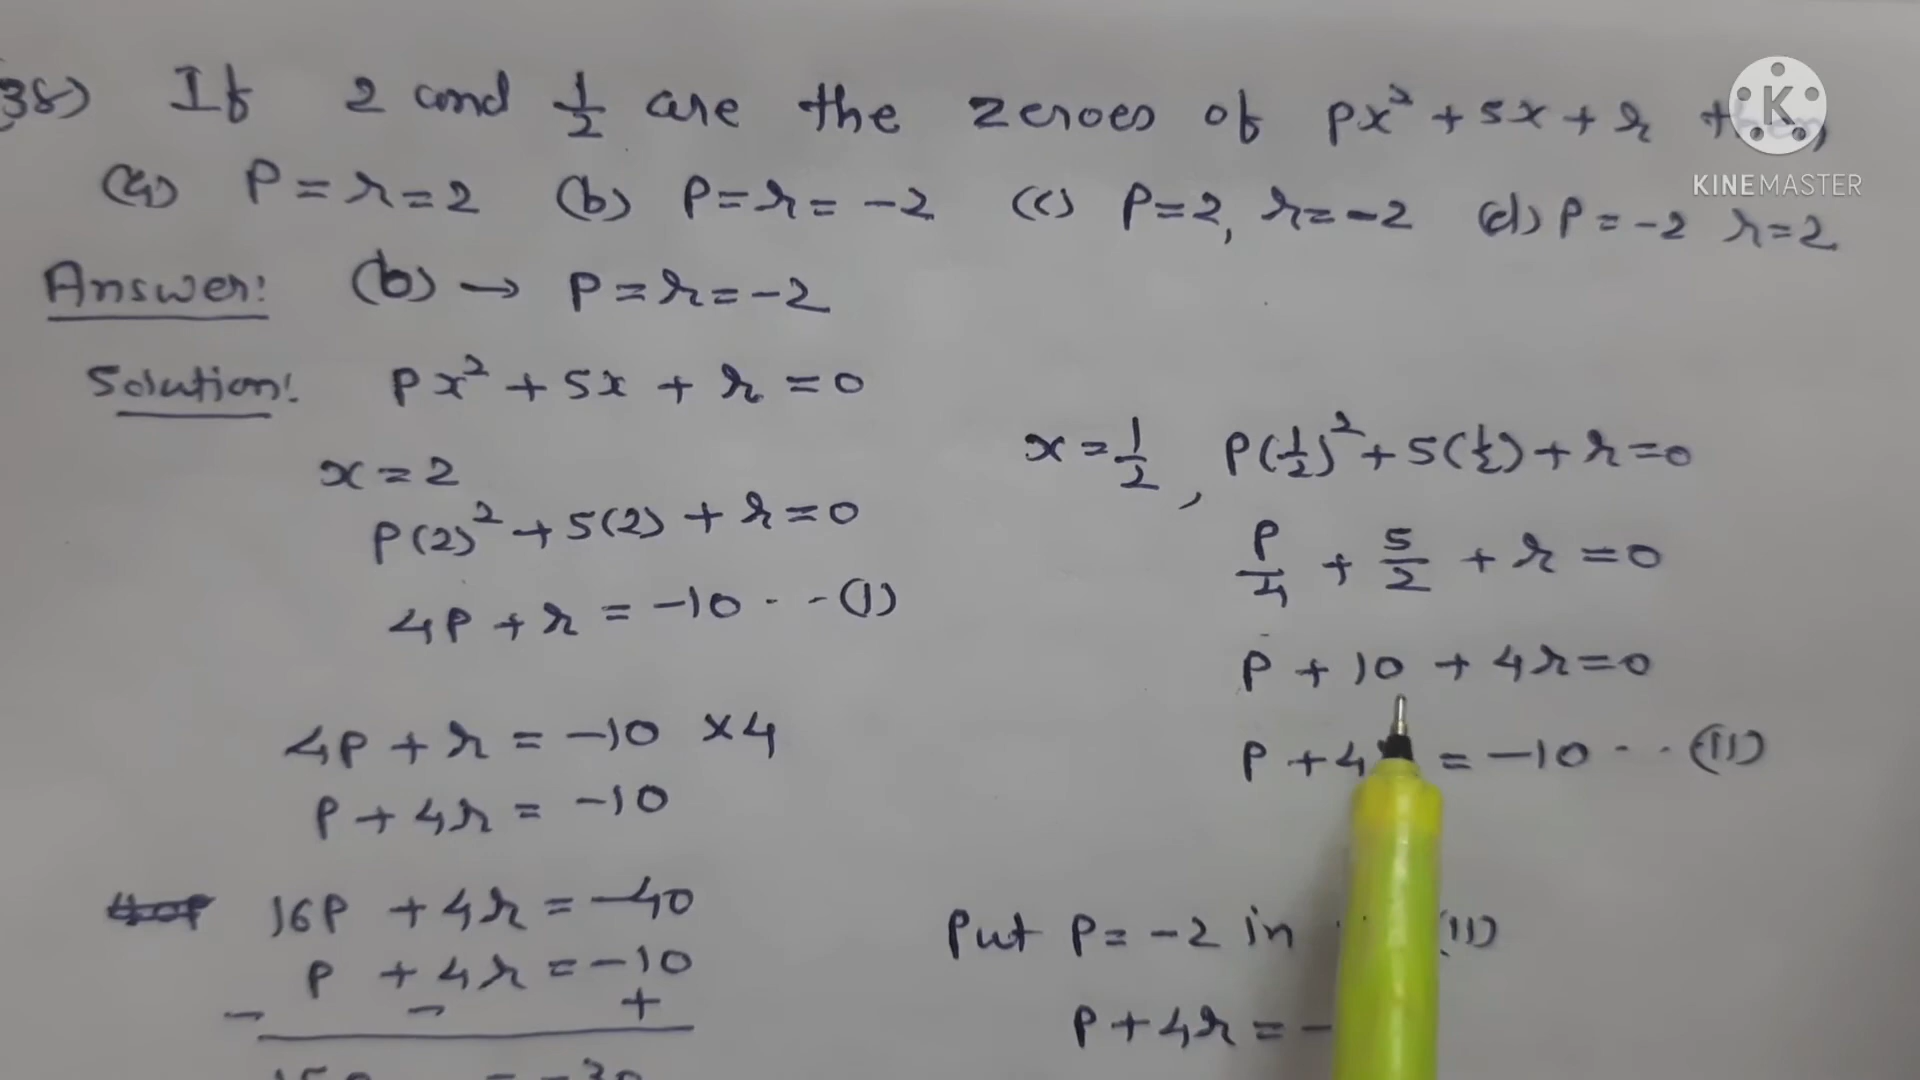 38) If 2 and 1/2 are the zeroes of px² + 5x + r then,
(a) P = r = 2 (b) P = r = -2 (c) P = 2, r = -2 (d) P = -2 r = 2
Answer: (b) → P = r = -2
Solution: Px² + 5x + r = 0
x = 2
P(2)² + 5(2) + r = 0
4P + r = -10 - - (I)
4P + r = -10 × 4
P + 4r = -10
16P + 4r = -40
P + 4r = -10
- - +
15P = -30
x = 1/2, P(1/2)² + 5(1/2) + r = 0
P/4 + 5/2 + r = 0
P + 10 + 4r = 0
P + 4 = -10 - - (II)
Put P = -2 in (II)
P + 4r = -
K
KINEMASTER